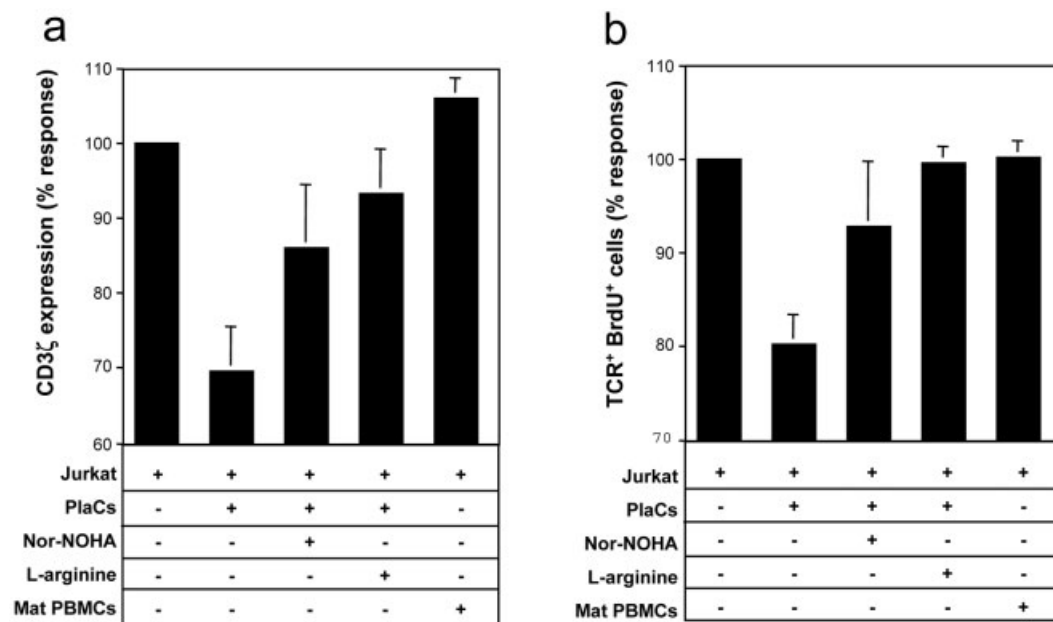 a
CD3ζ expression (% response)
110
100
90
80
70
60
Jurkat + + + + +
PlaCs - + + + -
Nor-NOHA - - + - -
L-arginine - - - + -
Mat PBMCs - - - - +
b
TCR+ BrdU+ cells (% response)
110
100
90
80
70
Jurkat + + + + +
PlaCs - + + + -
Nor-NOHA - - + - -
L-arginine - - - + -
Mat PBMCs - - - - +